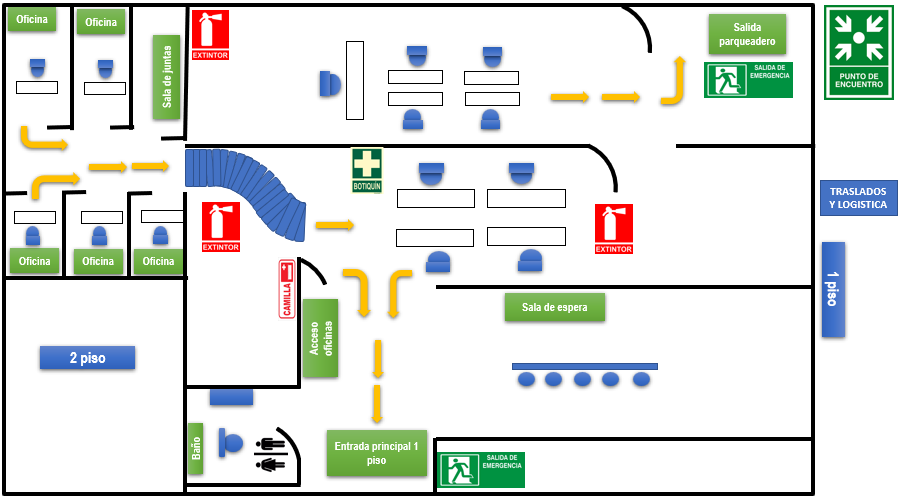 Oficina
Oficina
Sala de juntas
EXTINTOR
Salida
parqueadero
SALIDA DE
EMERGENCIA
PUNTO DE
ENCUENTRO
BOTIQUÍN
TRASLADOS
Y LOGISTICA
EXTINTOR
EXTINTOR
Oficina
Oficina
Oficina
CAMILLA
1 piso
Acceso
oficinas
Sala de espera
2 piso
Baño
Entrada principal 1
piso
SALIDA DE
EMERGENCIA